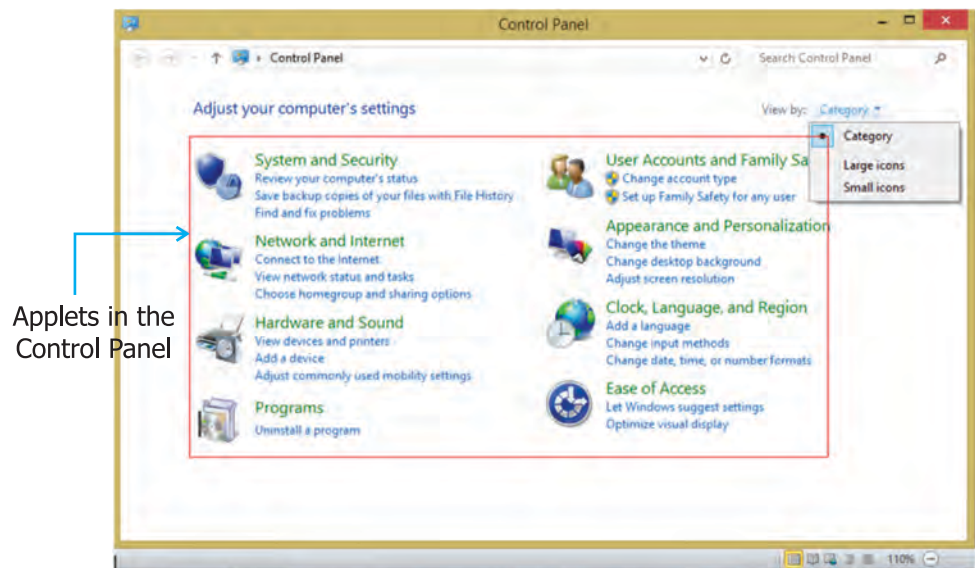 Control Panel
Control Panel
Search Control Panel
Adjust your computer's settings
View by: Category
Category
Large icons
Small icons
System and Security
Review your computer's status
Save backup copies of your files with File History
Find and fix problems
Network and Internet
Connect to the Internet
View network status and tasks
Choose homegroup and sharing options
Hardware and Sound
View devices and printers
Add a device
Adjust commonly used mobility settings
Programs
Uninstall a program
User Accounts and Family Sa
Change account type
Set up Family Safety for any user
Appearance and Personalization
Change the theme
Change desktop background
Adjust screen resolution
Clock, Language, and Region
Add a language
Change input methods
Change date, time, or number formats
Ease of Access
Let Windows suggest settings
Optimize visual display
Applets in the
Control Panel
110%